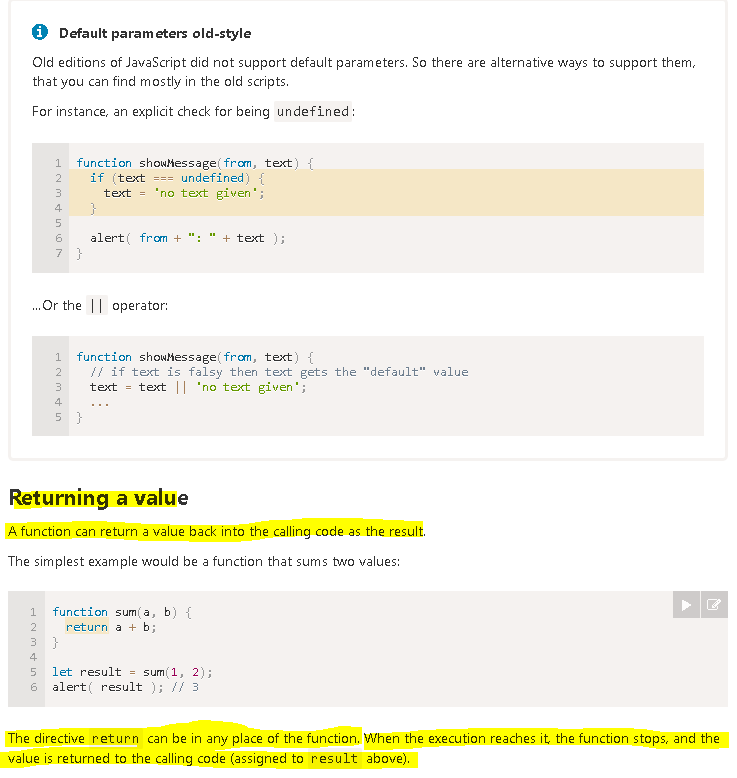 Default parameters old-style
Old editions of JavaScript did not support default parameters. So there are alternative ways to support them,
that you can find mostly in the old scripts.
For instance, an explicit check for being undefined:
1 function showMessage(from, text) {
2   if (text === undefined) {
3     text = 'no text given';
4   }
5
6   alert( from + ": " + text );
7 }
...Or the || operator:
1 function showMessage(from, text) {
2   // if text is falsy then text gets the "default" value
3   text = text || 'no text given';
4   ...
5 }
Returning a value
A function can return a value back into the calling code as the result.
The simplest example would be a function that sums two values:
1 function sum(a, b) {
2   return a + b;
3 }
4
5 let result = sum(1, 2);
6 alert( result ); // 3
The directive return can be in any place of the function. When the execution reaches it, the function stops, and the
value is returned to the calling code (assigned to result above).